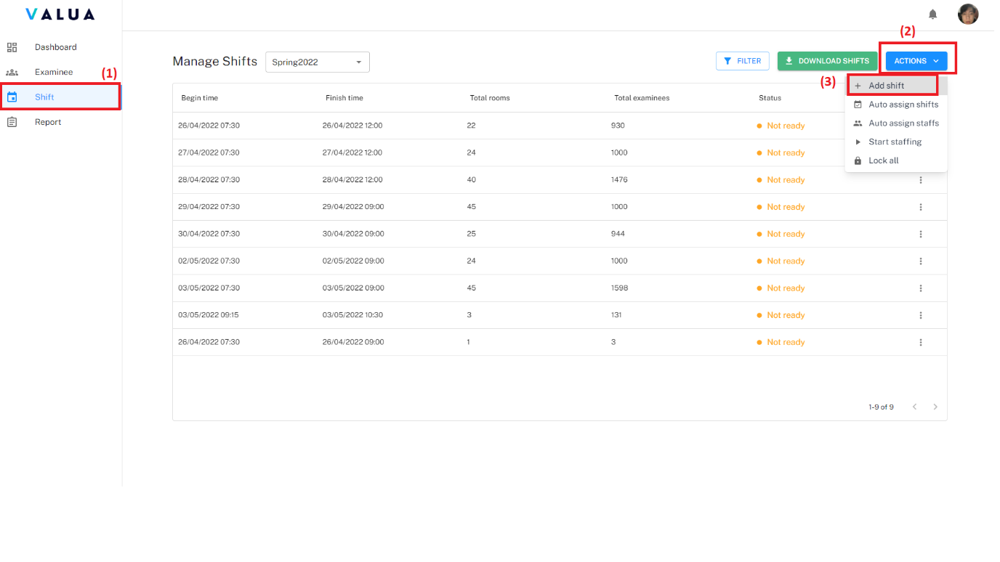 VALUA
(2)
Dashboard
Manage Shifts Spring2022 FILTER DOWNLOAD SHIFTS ACTIONS
Examinee (1)
(3) Add shift
Shift
Begin time Finish time Total rooms Total examinees Status
Auto assign shifts
Report
26/04/2022 07:30 26/04/2022 12:00 22 930 Not ready
Auto assign staffs
Start staffing
27/04/2022 07:30 27/04/2022 12:00 24 1000 Not ready
Lock all
28/04/2022 07:30 28/04/2022 12:00 40 1476 Not ready
29/04/2022 07:30 29/04/2022 09:00 45 1000 Not ready
30/04/2022 07:30 30/04/2022 09:00 25 944 Not ready
02/05/2022 07:30 02/05/2022 09:00 24 1000 Not ready
03/05/2022 07:30 03/05/2022 09:00 45 1598 Not ready
03/05/2022 09:15 03/05/2022 10:30 3 131 Not ready
26/04/2022 07:30 26/04/2022 09:00 1 3 Not ready
1-9 of 9